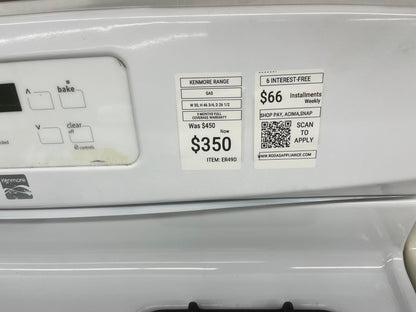 bake
clear
off
controls
Kenmore
KENMORE RANGE
GAS
W 30, H 46 3/4, D 26 1/2
3 MONTHS FULL
COVERAGE WARRANTY
Was $450
Now
$350
ITEM: ER490
6 INTEREST-FREE
$66 Installments
Weekly
SHOP PAY, ACIMA,SNAP
SCAN
TO
APPLY
WWW.RODASAPPLIANCE.COM